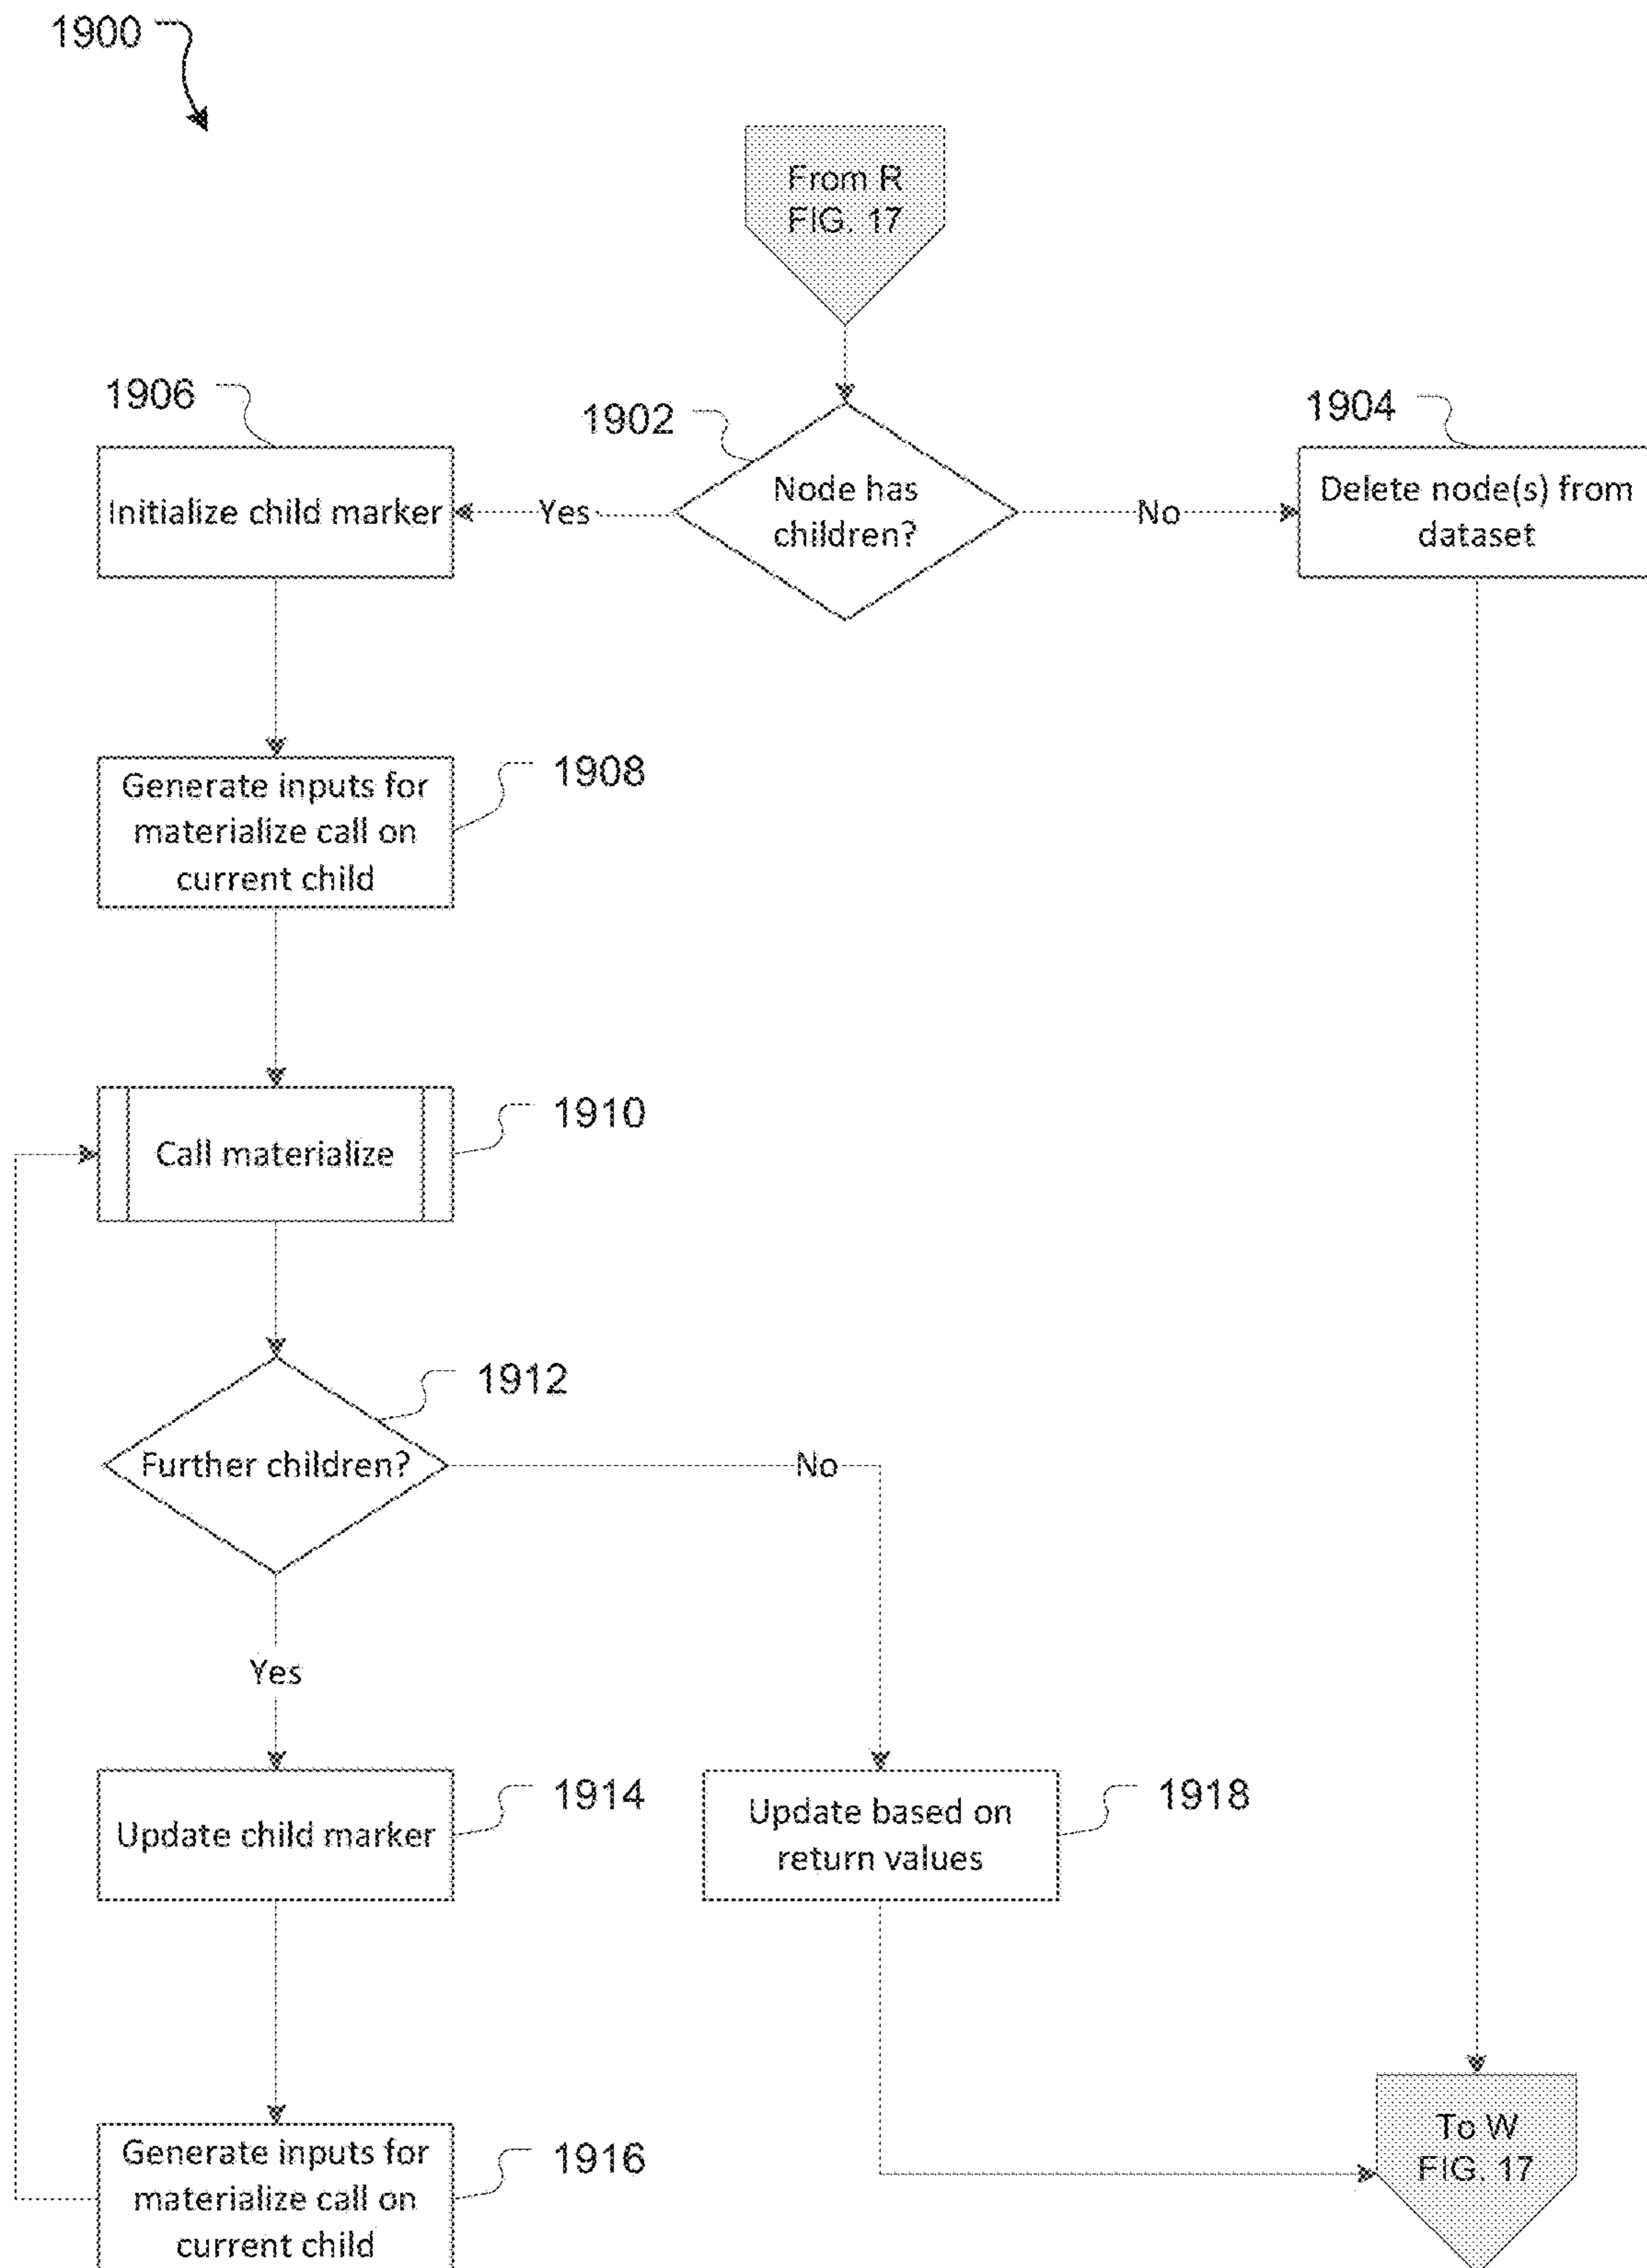 1900
From R
FIG. 17
1906
1902
1904
Initialize child marker
Yes
Node has
children?
No
Delete node(s) from
dataset
Generate inputs for
materialize call on
current child
1908
Call materialize
1910
Further children?
1912
No
Yes
Update child marker
1914
Update based on
return values
1918
Generate inputs for
materialize call on
current child
1916
To W
FIG. 17